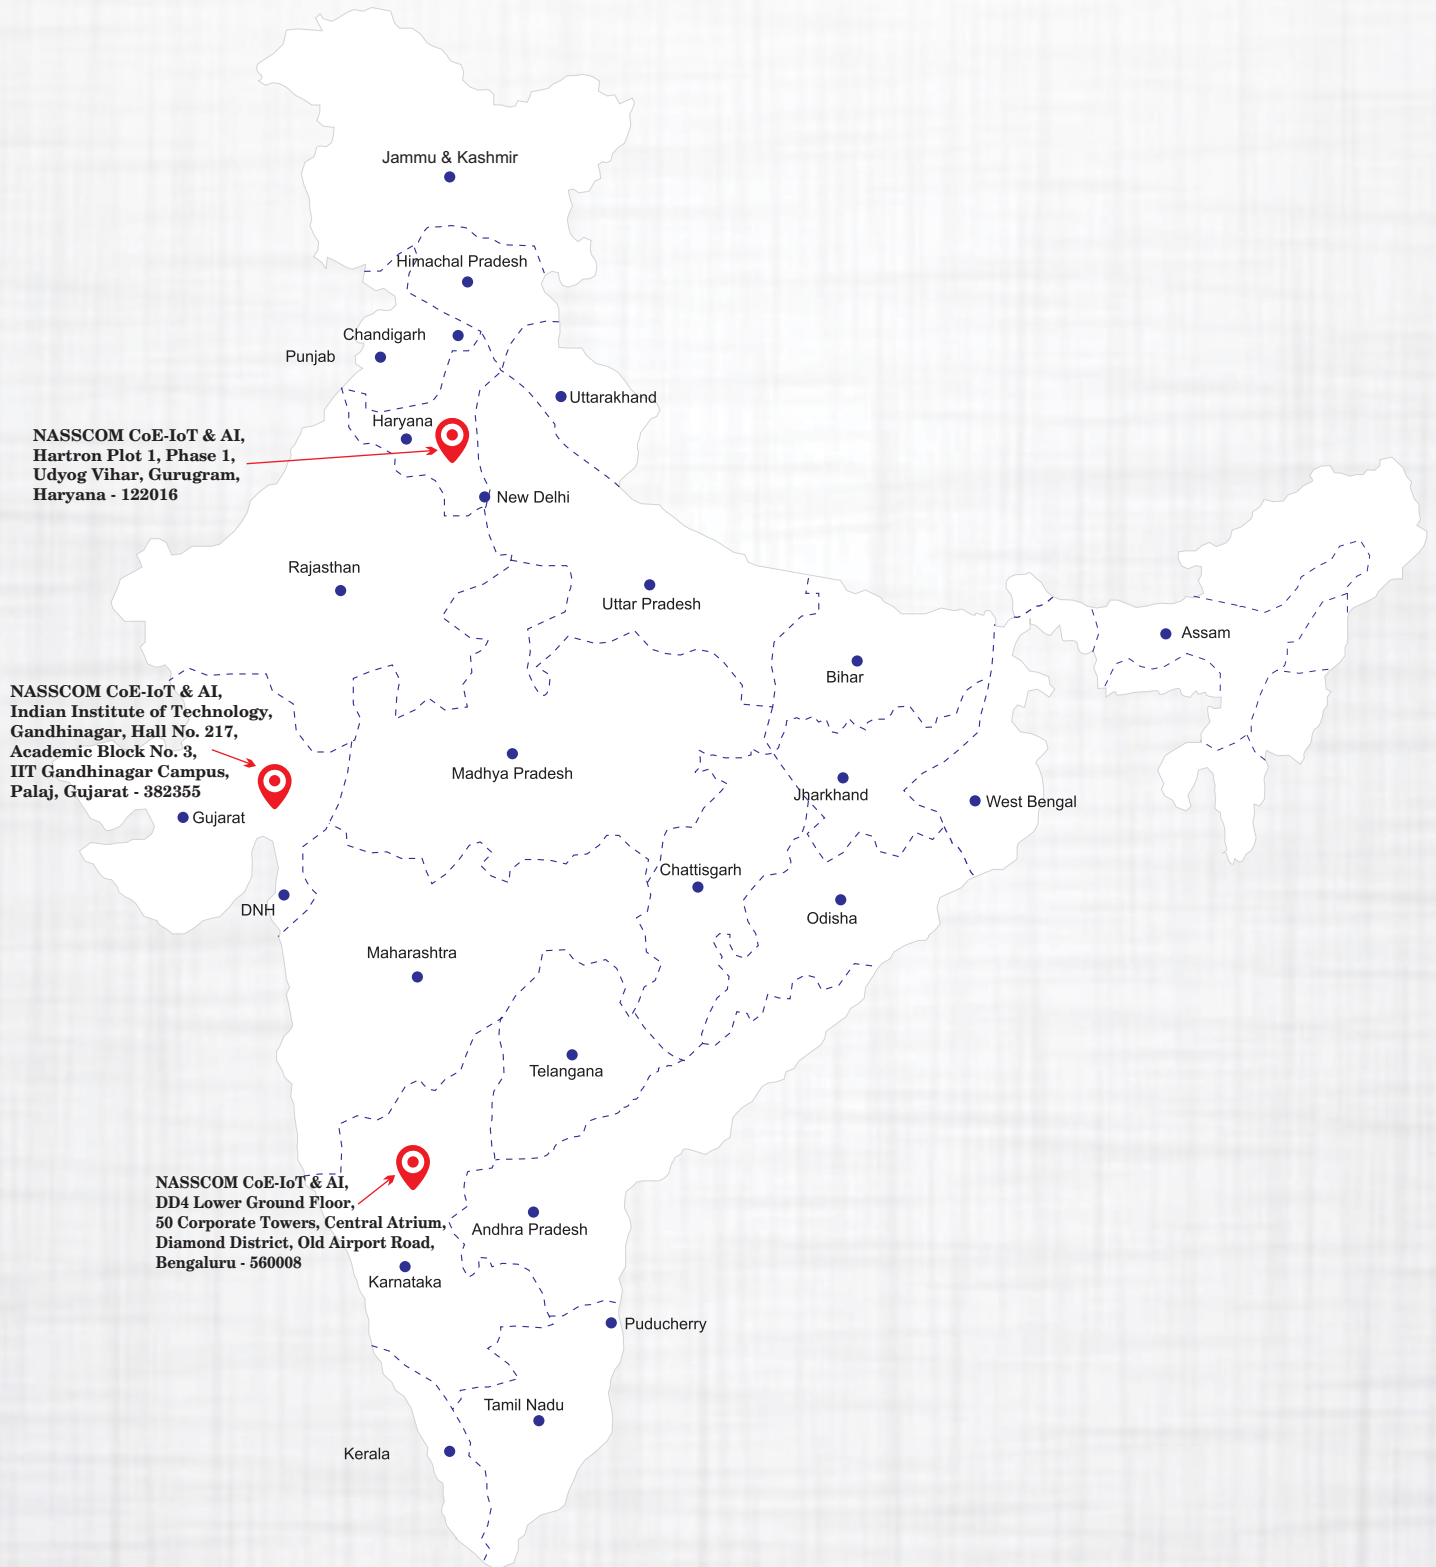 Jammu & Kashmir
Himachal Pradesh
Chandigarh
Punjab
Uttarakhand
Haryana
NASSCOM CoE-IoT & AI,
Hartron Plot 1, Phase 1,
Udyog Vihar, Gurugram,
Haryana - 122016
New Delhi
Rajasthan
Uttar Pradesh
Assam
Bihar
NASSCOM CoE-IoT & AI,
Indian Institute of Technology,
Gandhinagar, Hall No. 217,
Academic Block No. 3,
IIT Gandhinagar Campus,
Palaj, Gujarat - 382355
Madhya Pradesh
Jharkhand
West Bengal
Gujarat
Chattisgarh
DNH
Odisha
Maharashtra
Telangana
NASSCOM CoE-IoT & AI,
DD4 Lower Ground Floor,
50 Corporate Towers, Central Atrium,
Diamond District, Old Airport Road,
Bengaluru - 560008
Andhra Pradesh
Karnataka
Puducherry
Tamil Nadu
Kerala